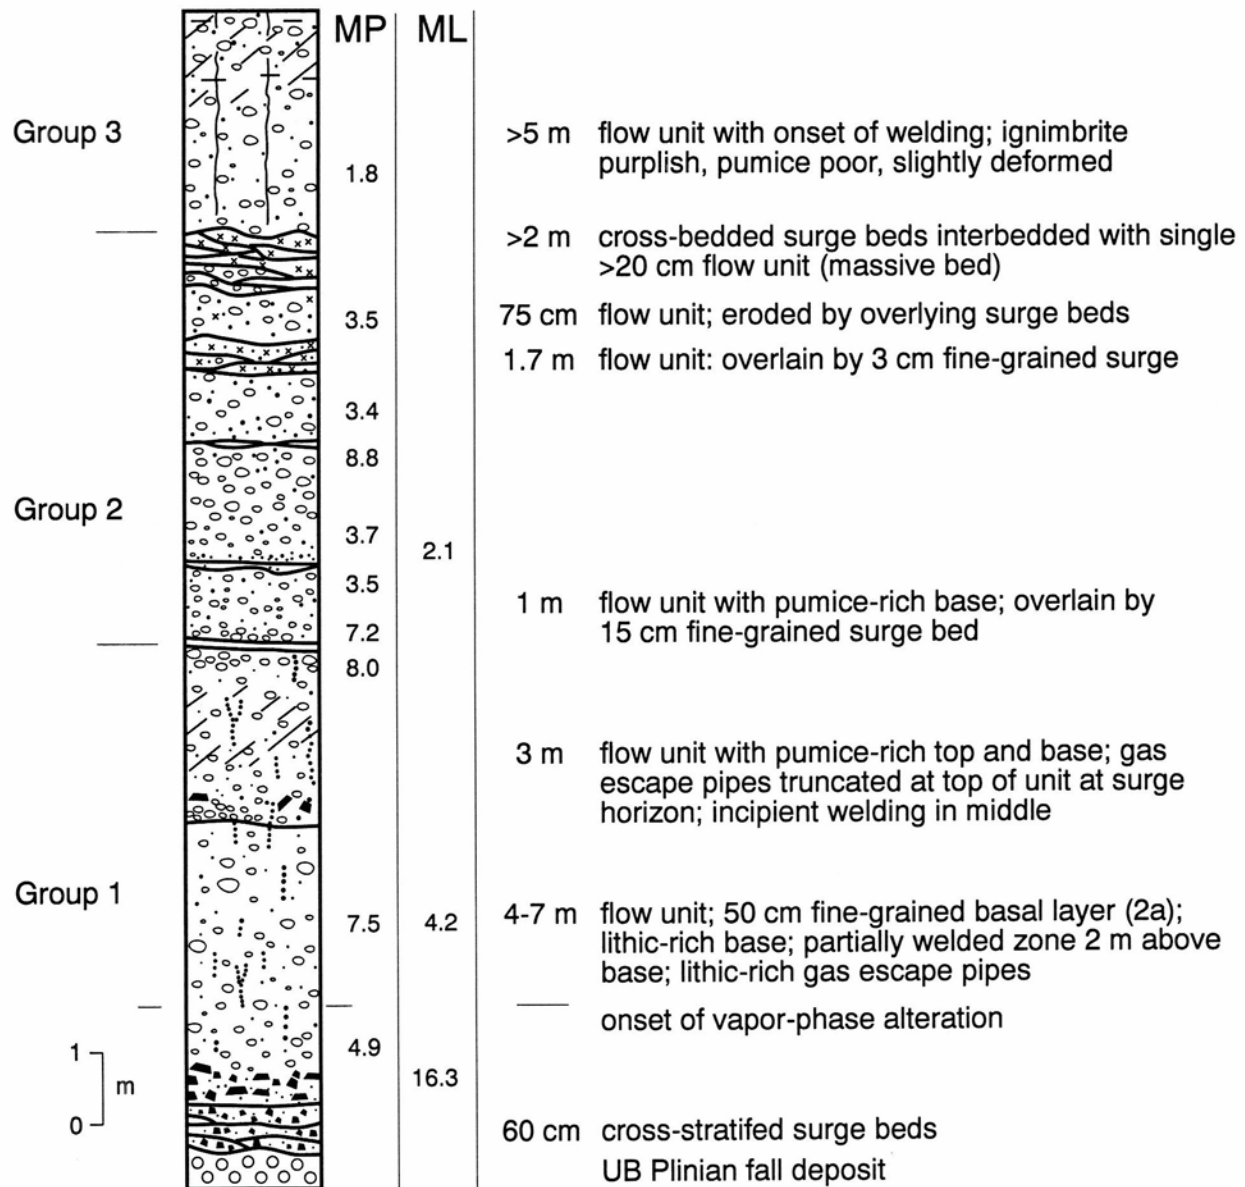 MP ML
Group 3
>5 m flow unit with onset of welding; ignimbrite
purplish, pumice poor, slightly deformed
1.8
>2 m cross-bedded surge beds interbedded with single
>20 cm flow unit (massive bed)
3.5
75 cm flow unit; eroded by overlying surge beds
1.7 m flow unit: overlain by 3 cm fine-grained surge
3.4
8.8
Group 2
3.7
2.1
3.5
1 m flow unit with pumice-rich base; overlain by
15 cm fine-grained surge bed
7.2
8.0
3 m flow unit with pumice-rich top and base; gas
escape pipes truncated at top of unit at surge
horizon; incipient welding in middle
Group 1
7.5 4.2
4-7 m flow unit; 50 cm fine-grained basal layer (2a);
lithic-rich base; partially welded zone 2 m above
base; lithic-rich gas escape pipes
onset of vapor-phase alteration
4.9
1
m
0
16.3
60 cm cross-stratifed surge beds
UB Plinian fall deposit